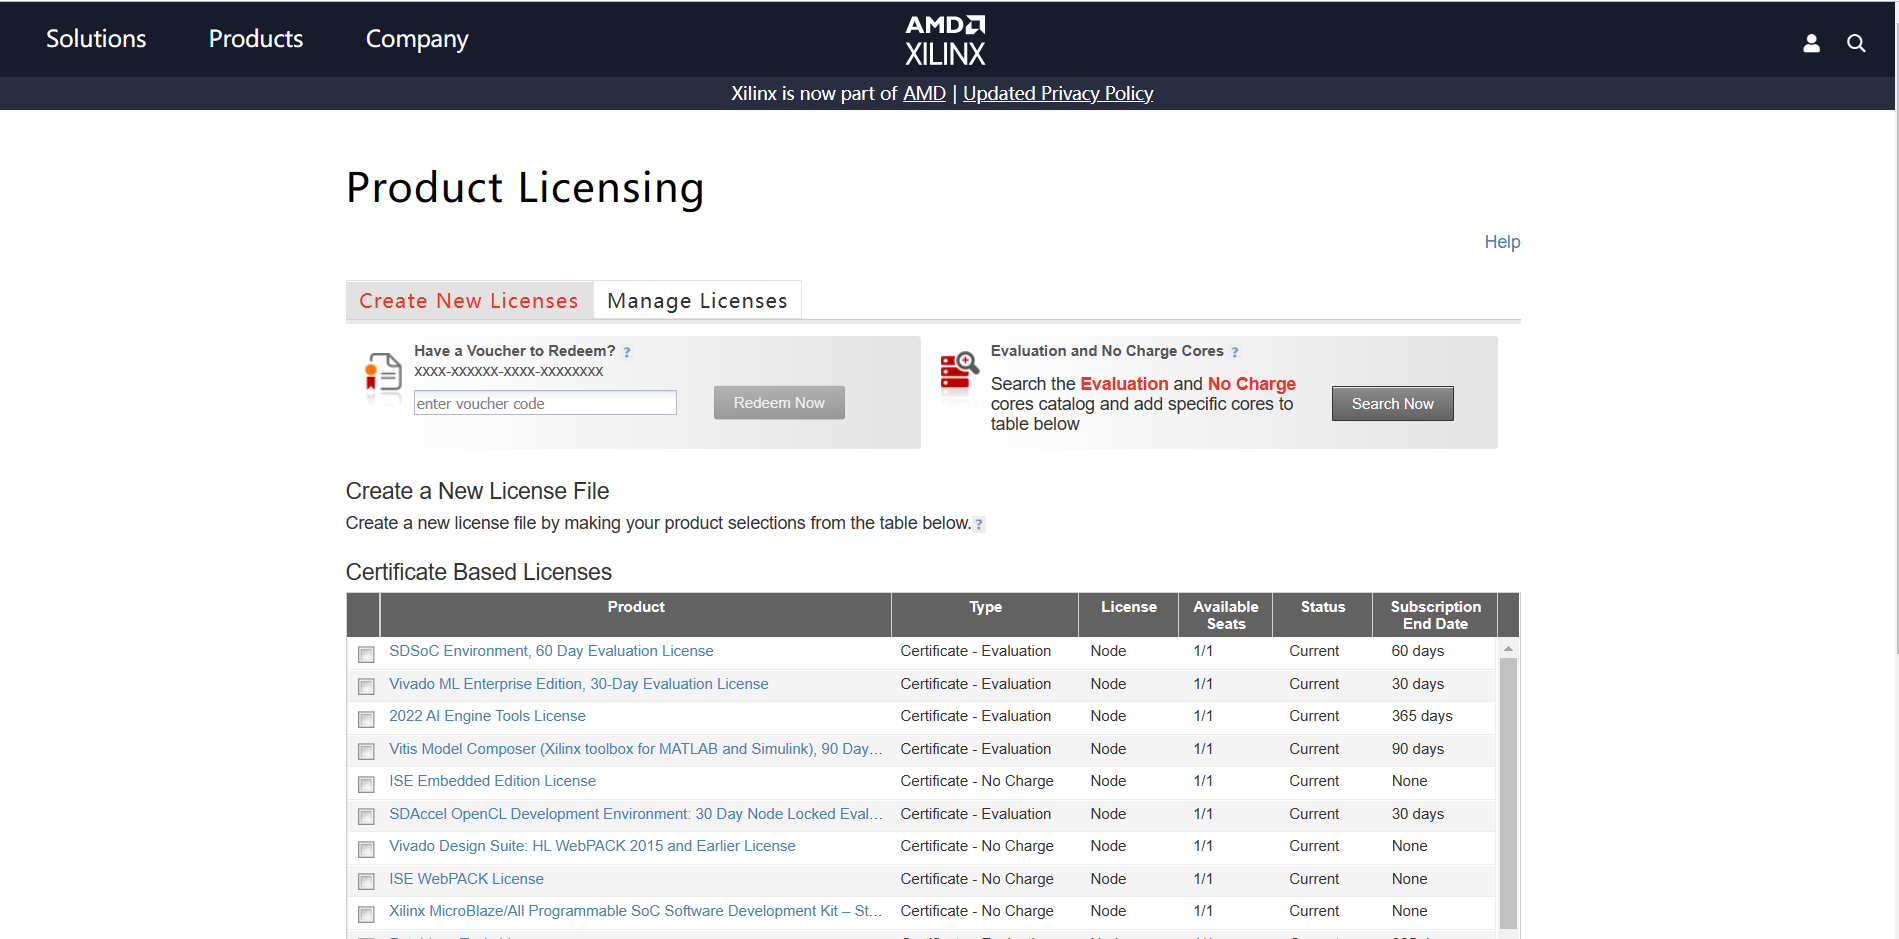 Solutions
Products
Company
AMD
XILINX
Xilinx is now part of AMD | Updated Privacy Policy
Product Licensing
Help
Create New Licenses
Manage Licenses
Have a Voucher to Redeem? ?
XXXX-XXXXXX-XXXX-XXXXXXXX
enter voucher code
Redeem Now
Evaluation and No Charge Cores ?
Search the Evaluation and No Charge
cores catalog and add specific cores to
table below
Search Now
Create a New License File
Create a new license file by making your product selections from the table below. ?
Certificate Based Licenses
Product Type License Available Seats Status Subscription End Date
SDSoC Environment, 60 Day Evaluation License Certificate - Evaluation Node 1/1 Current 60 days
Vivado ML Enterprise Edition, 30-Day Evaluation License Certificate - Evaluation Node 1/1 Current 30 days
2022 AI Engine Tools License Certificate - Evaluation Node 1/1 Current 365 days
Vitis Model Composer (Xilinx toolbox for MATLAB and Simulink), 90 Day... Certificate - Evaluation Node 1/1 Current 90 days
ISE Embedded Edition License Certificate - No Charge Node 1/1 Current None
SDAccel OpenCL Development Environment: 30 Day Node Locked Eval... Certificate - Evaluation Node 1/1 Current 30 days
Vivado Design Suite: HL WebPACK 2015 and Earlier License Certificate - No Charge Node 1/1 Current None
ISE WebPACK License Certificate - No Charge Node 1/1 Current None
Xilinx MicroBlaze/All Programmable SoC Software Development Kit – St... Certificate - No Charge Node 1/1 Current None